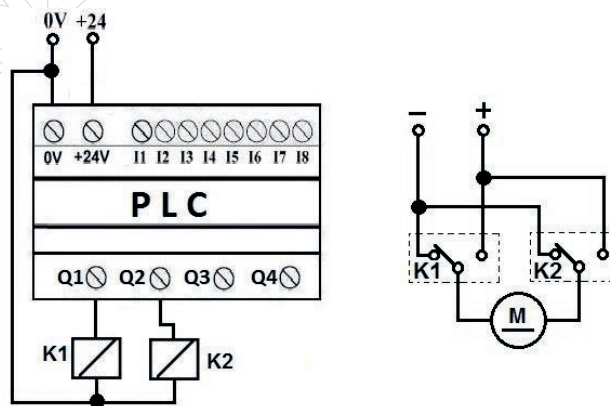 0V +24
0V +24V I1 I2 I3 I4 I5 I6 I7 I8
PLC
Q1 Q2 Q3 Q4
K1 K2
− +
K1 K2
M